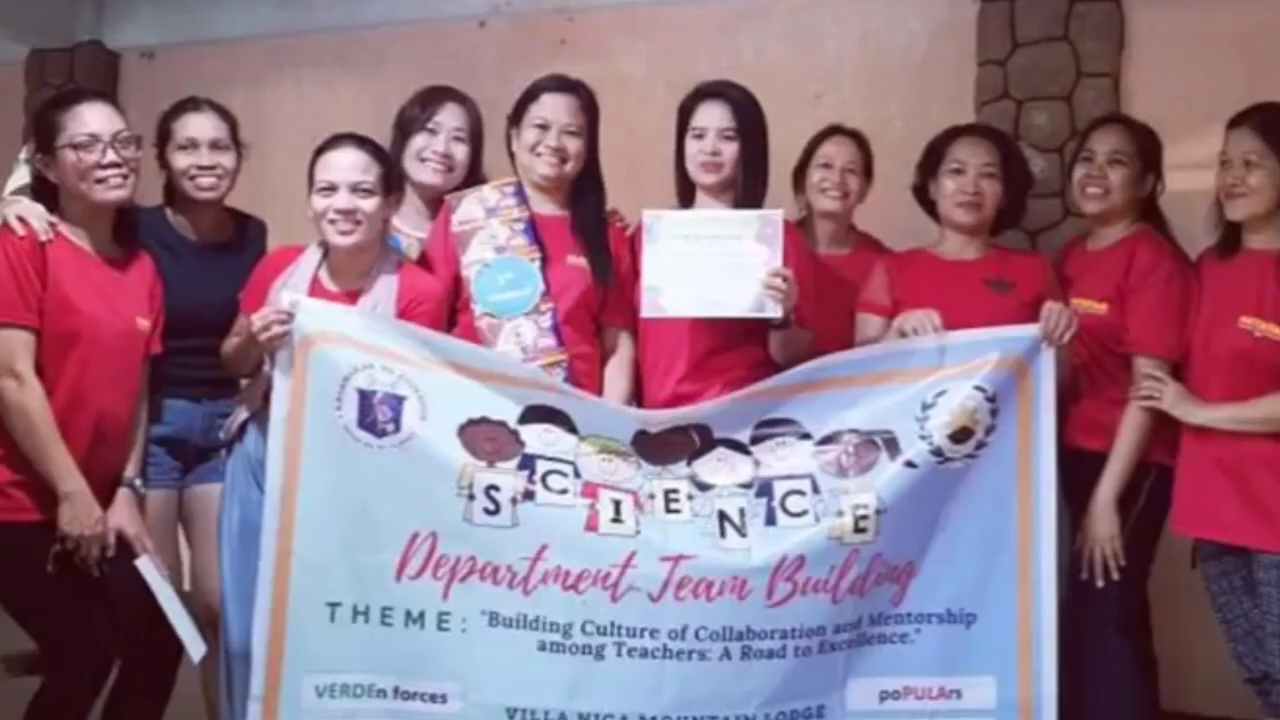 SCIENCE
Department Team Building
THEME: "Building Culture of Collaboration and Mentorship
among Teachers: A Road to Excellence."
VERDEn forces
poPULArs
VILLA NICA MOUNTAIN LODGE